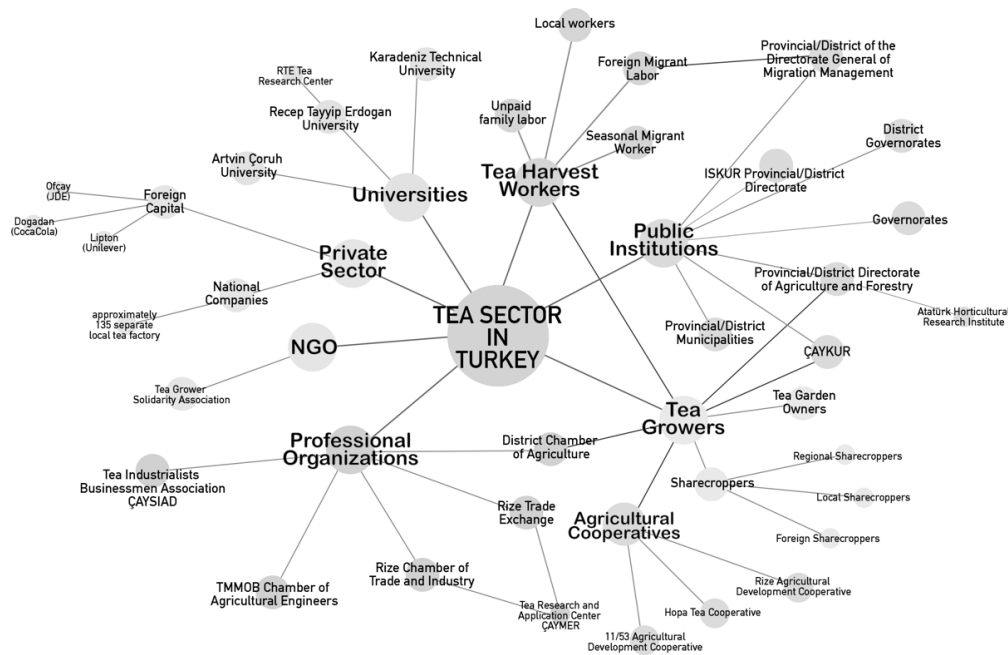 Local workers
Karadeniz Technical
University
Foreign Migrant
Labor
Provincial/District of the
Directorate General of
Migration Management
RTE Tea
Research Center
Recep Tayyip Erdogan
University
Unpaid
family labor
Seasonal Migrant
Worker
District
Governorates
Artvin Çoruh
University
Universities
Tea Harvest
Workers
ISKUR Provincial/District
Directorate
Ofçay
(JDE)
Foreign
Capital
Dogadan
(CocaCola)
Lipton
(Unilever)
Governorates
Public
Institutions
Private
Sector
National
Companies
Provincial/District Directorate
of Agriculture and Forestry
approximately
135 separate
local tea factory
TEA SECTOR
IN
TURKEY
Atatürk Horticultural
Research Institute
Provincial/District
Municipalities
NGO
ÇAYKUR
Tea Grower
Solidarity Association
Tea Garden
Owners
Tea
Growers
Professional
Organizations
District Chamber
of Agriculture
Regional Sharecroppers
Tea Industrialists
Businessmen Association
ÇAYSIAD
Sharecroppers
Local Sharecroppers
Rize Trade
Exchange
Agricultural
Cooperatives
Foreign Sharecroppers
Rize Chamber of
Trade and Industry
TMMOB Chamber of
Agricultural Engineers
Rize Agricultural
Development Cooperative
Tea Research and
Application Center
ÇAYMER
Hopa Tea Cooperative
11/53 Agricultural
Development Cooperative